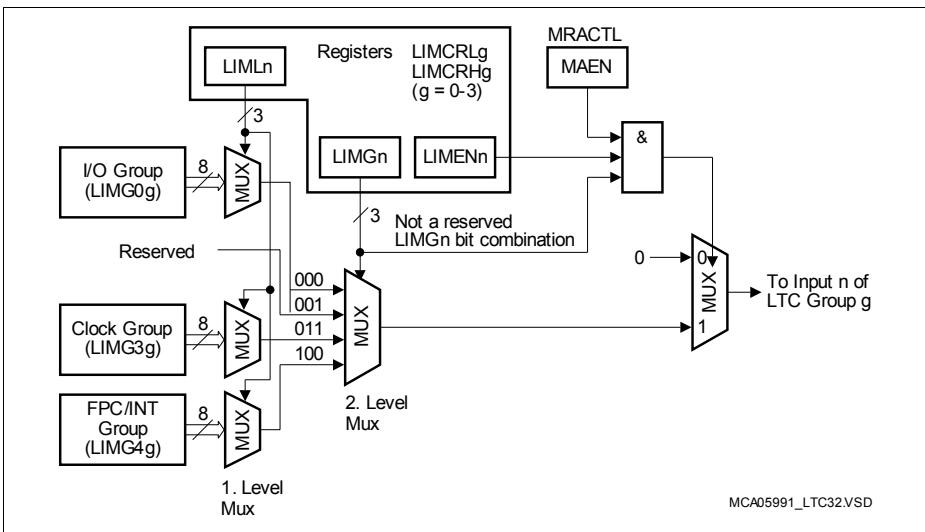 LIMLn
Registers
LIMCRLg
LIMCRHg
(g = 0-3)
MRACTL
MAEN
3
LIMGn
LIMENn
&
I/O Group
(LIMG0g)
8
MUX
3
Not a reserved
LIMGn bit combination
Reserved
000
001
011
100
MUX
0
0
MUX
1
To Input n of
LTC Group g
Clock Group
(LIMG3g)
8
MUX
FPC/INT
Group
(LIMG4g)
8
MUX
2. Level
Mux
1. Level
Mux
MCA05991_LTC32.VSD